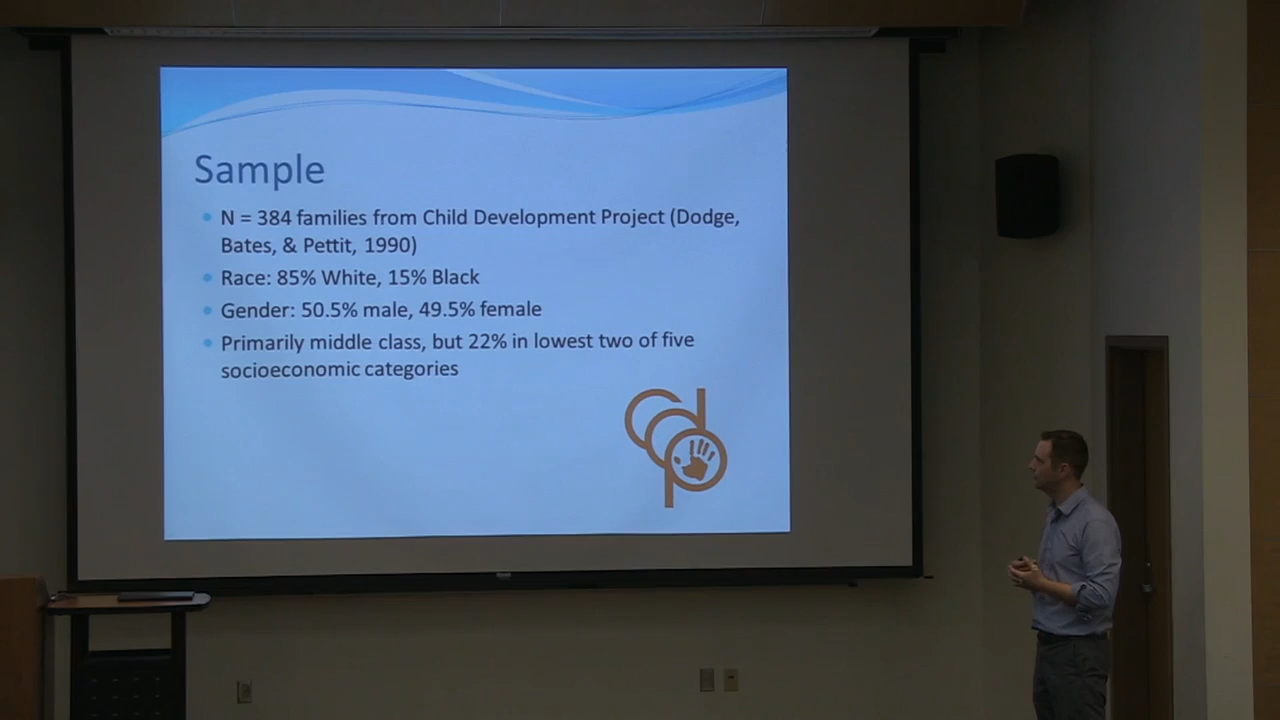 Sample
N = 384 families from Child Development Project (Dodge,
Bates, & Pettit, 1990)
Race: 85% White, 15% Black
Gender: 50.5% male, 49.5% female
Primarily middle class, but 22% in lowest two of five
socioeconomic categories
cdp